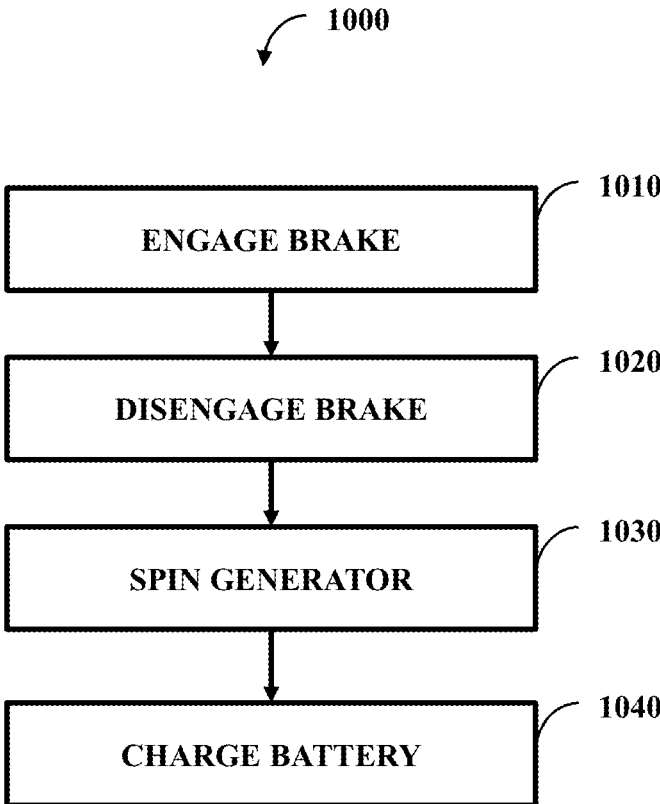 1000
1010
ENGAGE BRAKE
1020
DISENGAGE BRAKE
1030
SPIN GENERATOR
1040
CHARGE BATTERY